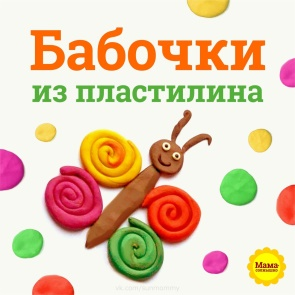 Бабочки
из пластилина
Мама